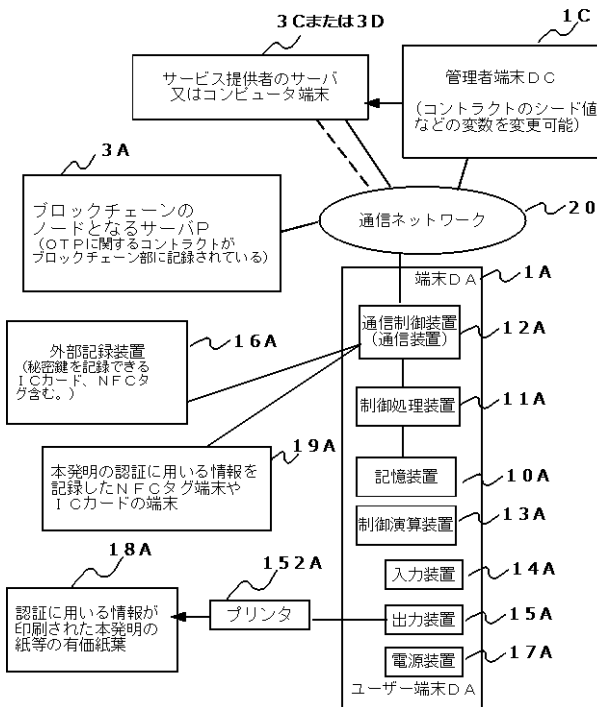 3Cまたは3D
1C
サービス提供者のサーバ
又はコンピュータ端末
管理者端末DC
(コントラクトのシード値
などの変数を変更可能)
3A
ブロックチェーンの
ノードとなるサーバP
(OTPに関するコントラクトが
ブロックチェーン部に記録されている)
通信ネットワーク
20
端末DA
1A
通信制御装置
(通信装置)
12A
外部記録装置
(秘密鍵を記録できる
ICカード、NFCタ
グ含む。)
16A
制御処理装置
11A
本発明の認証に用いる情報を
記録したNFCタグ端末や
ICカードの端末
19A
記憶装置
10A
制御演算装置
13A
入力装置
14A
18A
認証に用いる情報が
印刷された本発明の
紙等の有価紙葉
152A
プリンタ
出力装置
15A
電源装置
17A
ユーザー端末DA